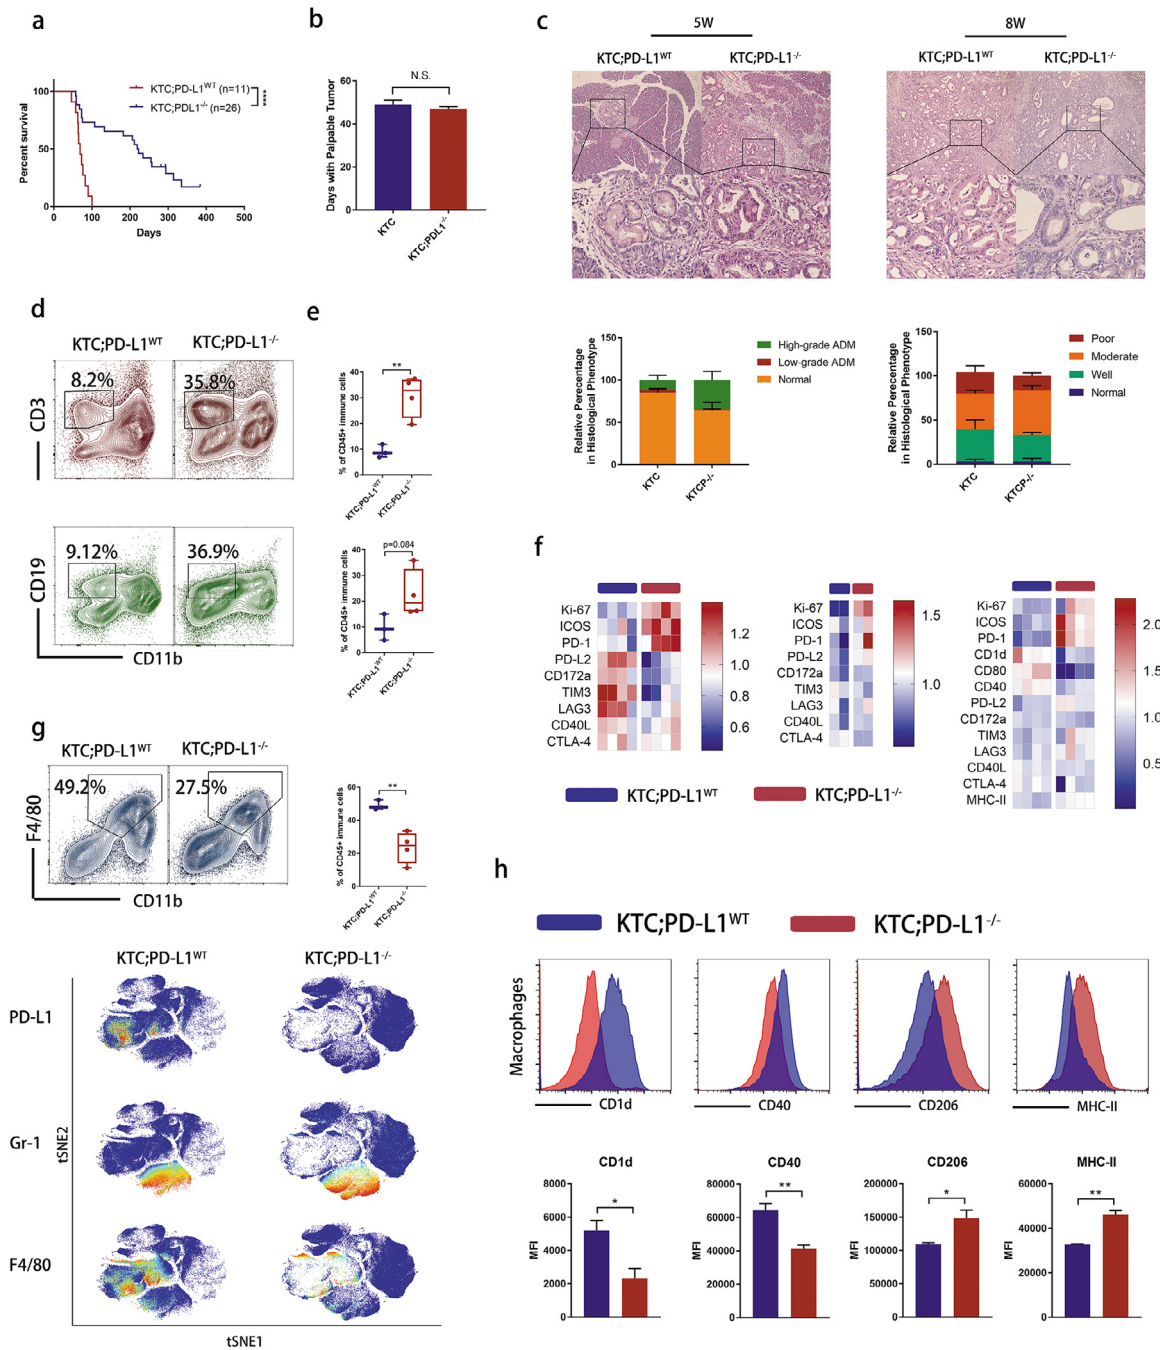 a
KTC;PD-L1WT (n=11)
KTC;PDL1-/- (n=26)
****
Percent survival
100
50
0
0 100 200 300 400 500
Days
b
N.S.
Days with Palpable Tumor
60
40
20
0
KTC
KTC;PDL1-/-
c
5W
8W
KTC;PD-L1WT
KTC;PD-L1-/-
KTC;PD-L1WT
KTC;PD-L1-/-
Relative Percentage
in Histological Phenotype
150
100
50
0
KTC
KTCP-/-
High-grade ADM
Low-grade ADM
Normal
Relative Percentage
in Histological Phenotype
150
100
50
0
KTC
KTCP-/-
Poor
Moderate
Well
Normal
d
KTC;PD-L1WT
KTC;PD-L1-/-
8.2%
35.8%
CD3
9.12%
36.9%
CD19
CD11b
e
**
% of CD45+ immune cells
40
30
20
10
0
KTC;PD-L1WT
KTC;PD-L1-/-
p=0.084
% of CD45+ immune cells
40
30
20
10
0
KTC;PD-L1WT
KTC;PD-L1-/-
f
Ki-67
ICOS
PD-1
PD-L2
CD172a
TIM3
LAG3
CD40L
CTLA-4
1.2
1.0
0.8
0.6
Ki-67
ICOS
PD-1
PD-L2
CD172a
TIM3
LAG3
CD40L
CTLA-4
1.5
1.0
Ki-67
ICOS
PD-1
CD1d
CD80
CD40
PD-L2
CD172a
TIM3
LAG3
CD40L
CTLA-4
MHC-II
2.0
1.5
1.0
0.5
KTC;PD-L1WT
KTC;PD-L1-/-
g
KTC;PD-L1WT
KTC;PD-L1-/-
49.2%
27.5%
F4/80
CD11b
**
% of CD45+ immune cells
60
40
20
0
KTC;PD-L1WT
KTC;PD-L1-/-
KTC;PD-L1WT
KTC;PD-L1-/-
PD-L1
Gr-1
F4/80
tSNE2
tSNE1
h
KTC;PD-L1WT
KTC;PD-L1-/-
Macrophages
CD1d
CD40
CD206
MHC-II
CD1d
*
MFI
8000
6000
4000
2000
0
CD40
**
MFI
80000
60000
40000
20000
0
CD206
*
MFI
200000
150000
100000
50000
0
MHC-II
**
MFI
60000
40000
20000
0